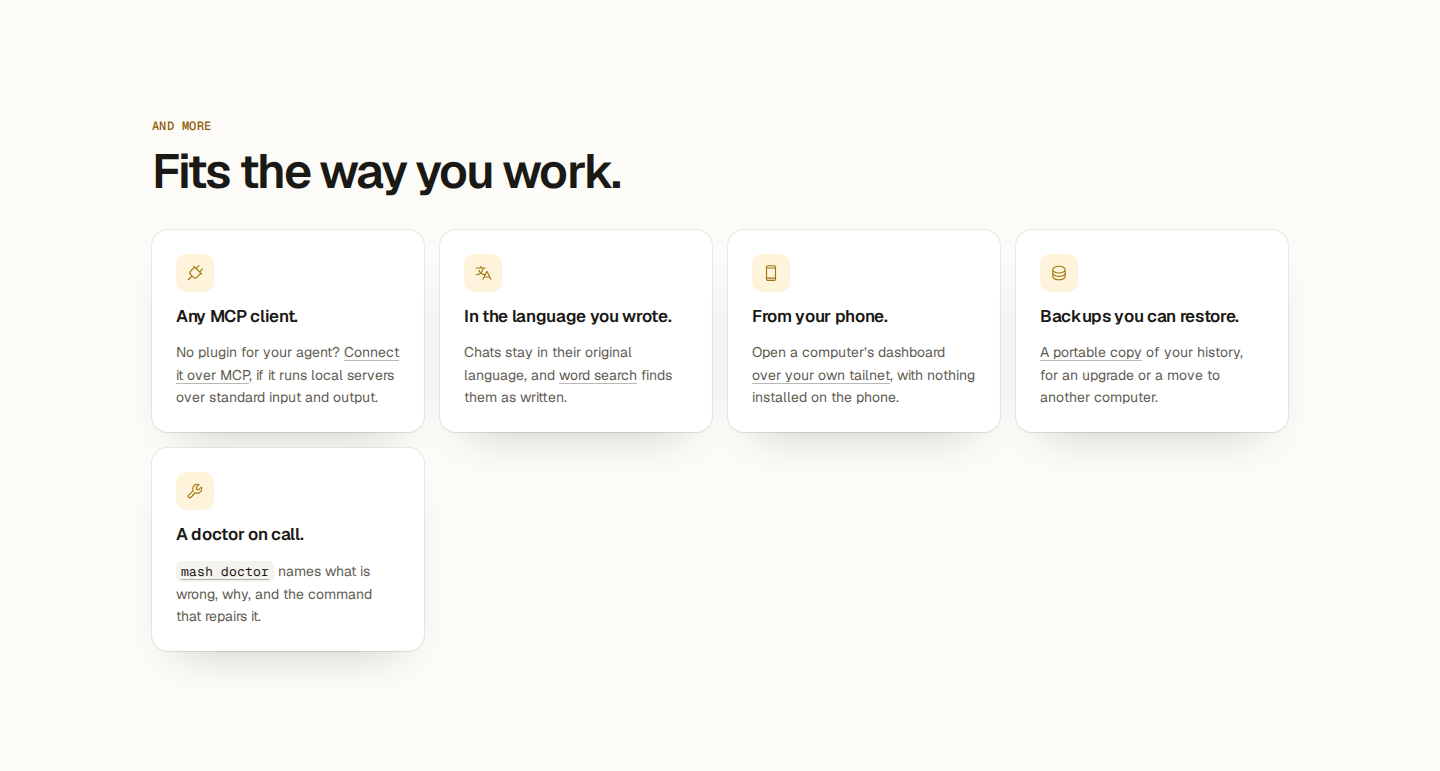 AND MORE
Fits the way you work.
Any MCP client.
No plugin for your agent? Connect
it over MCP, if it runs local servers
over standard input and output.
In the language you wrote.
Chats stay in their original
language, and word search finds
them as written.
From your phone.
Open a computer's dashboard
over your own tailnet, with nothing
installed on the phone.
Backups you can restore.
A portable copy of your history,
for an upgrade or a move to
another computer.
A doctor on call.
mash doctor names what is
wrong, why, and the command
that repairs it.